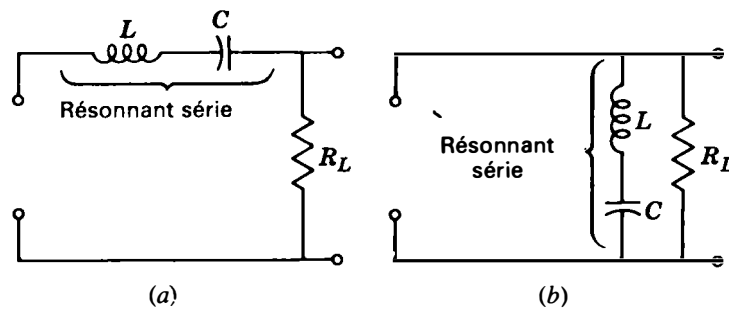 L
C
Résonnant série
R_L
(a)
Résonnant
série
L
C
R_L
(b)